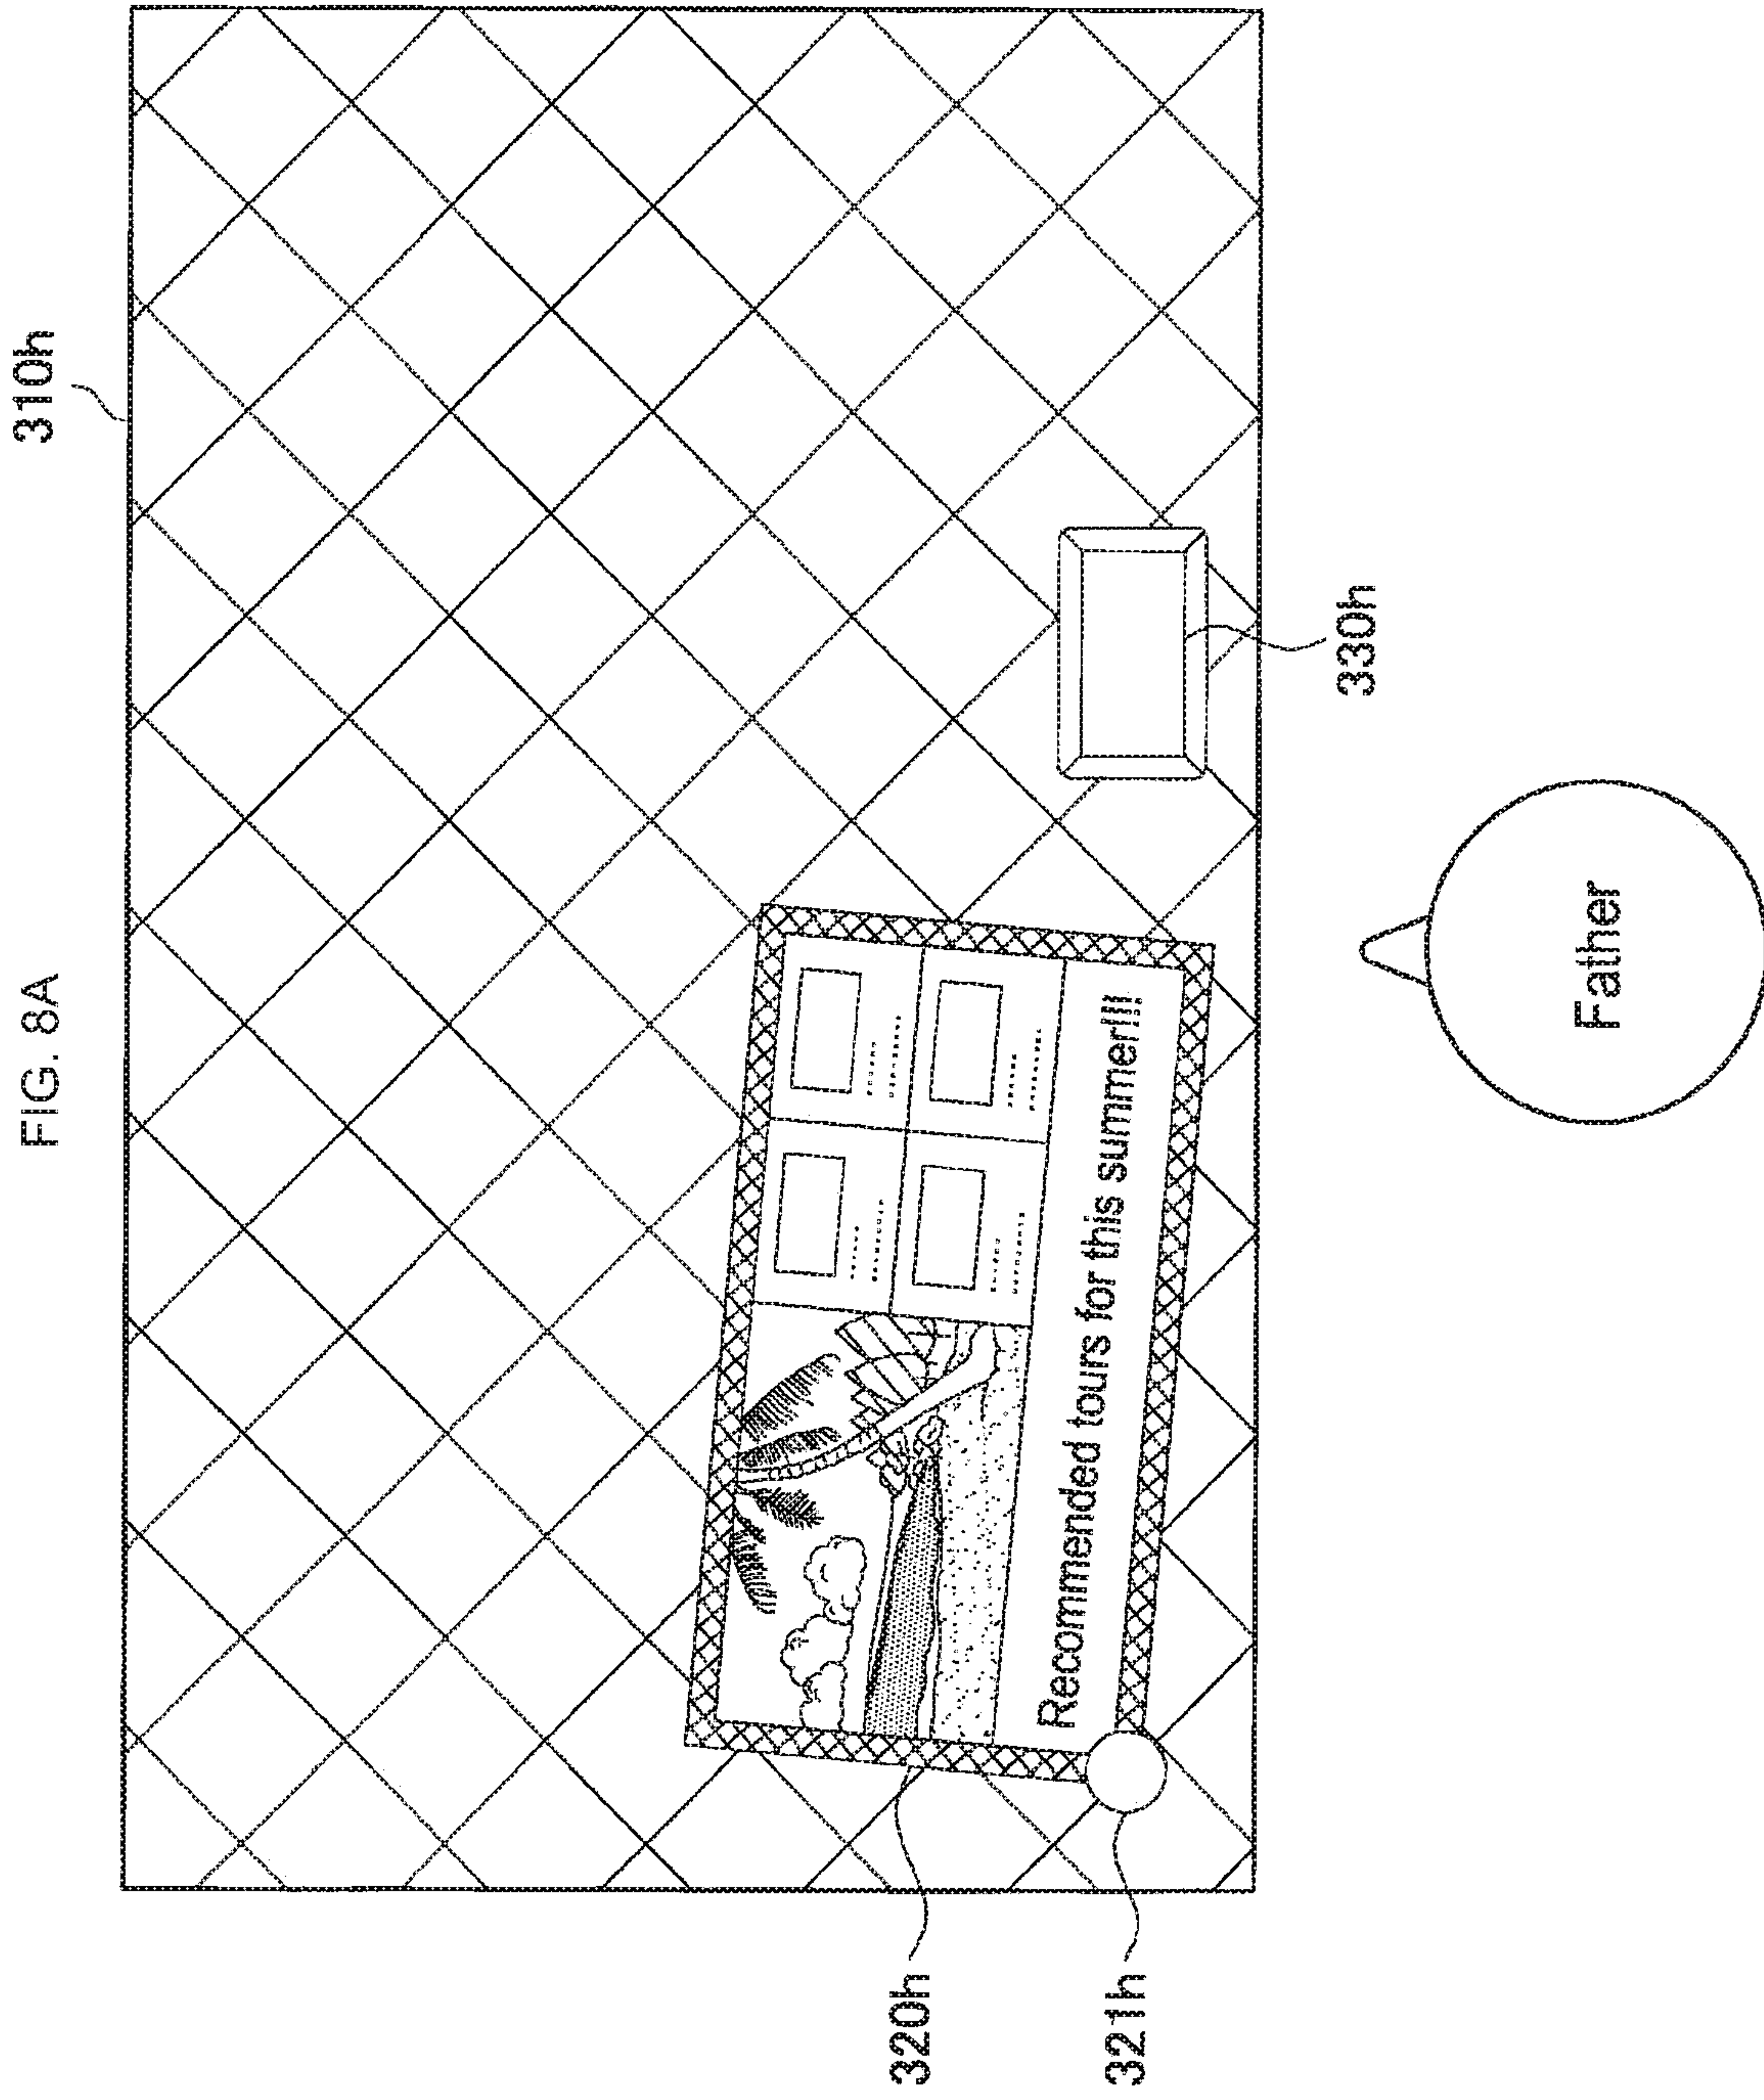 FIG. 8A
310h
Recommended tours for this summer!!!
320h
321h
330h
Father